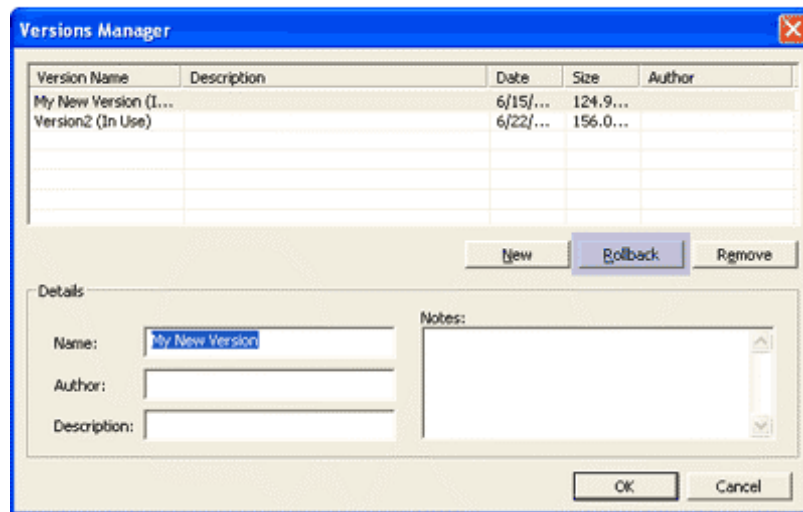 Versions Manager
Version Name Description Date Size Author
My New Version (I... 6/15/... 124.9...
Version2 (In Use) 6/22/... 156.0...
New Rollback Remove
Details
Notes:
Name: My New Version
Author:
Description:
OK Cancel